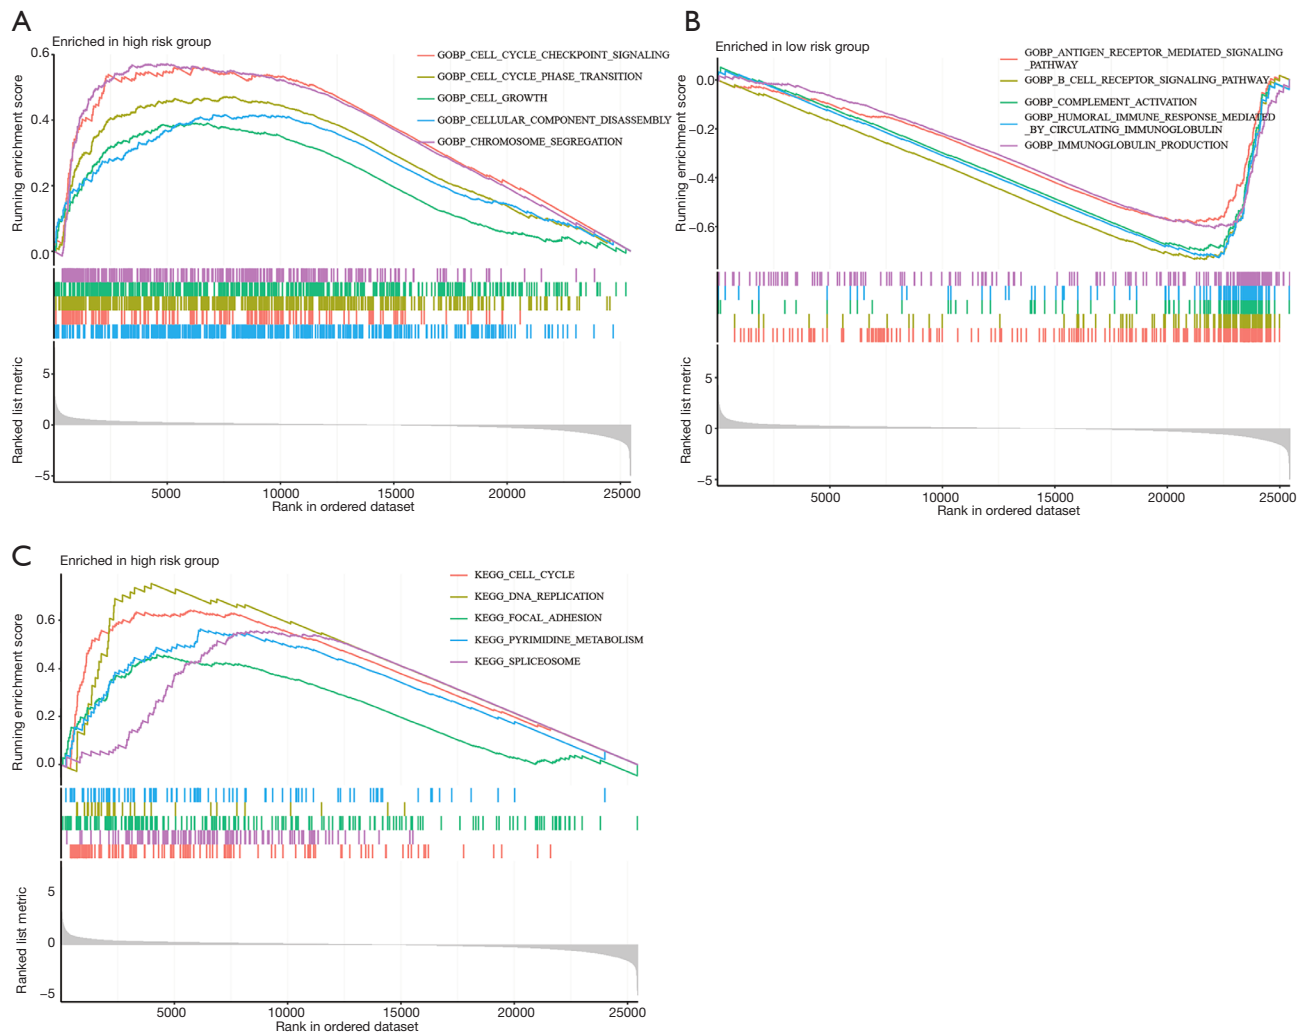 A
Enriched in high risk group
Running enrichment score
0.6
0.4
0.2
0.0
GOBP_CELL_CYCLE_CHECKPOINT_SIGNALING
GOBP_CELL_CYCLE_PHASE_TRANSITION
GOBP_CELL_GROWTH
GOBP_CELLULAR_COMPONENT_DISASSEMBLY
GOBP_CHROMOSOME_SEGREGATION
Ranked list metric
5
0
−5
5000 10000 15000 20000 25000
Rank in ordered dataset
B
Enriched in low risk group
Running enrichment score
0.0
−0.2
−0.4
−0.6
GOBP_ANTIGEN_RECEPTOR_MEDIATED_SIGNALING
_PATHWAY
GOBP_B_CELL_RECEPTOR_SIGNALING_PATHWAY
GOBP_COMPLEMENT_ACTIVATION
GOBP_HUMORAL_IMMUNE_RESPONSE_MEDIATED
_BY_CIRCULATING_IMMUNOGLOBULIN
GOBP_IMMUNOGLOBULIN_PRODUCTION
Ranked list metric
5
0
−5
5000 10000 15000 20000 25000
Rank in ordered dataset
C
Enriched in high risk group
Running enrichment score
0.6
0.4
0.2
0.0
KEGG_CELL_CYCLE
KEGG_DNA_REPLICATION
KEGG_FOCAL_ADHESION
KEGG_PYRIMIDINE_METABOLISM
KEGG_SPLICEOSOME
Ranked list metric
5
0
−5
5000 10000 15000 20000 25000
Rank in ordered dataset